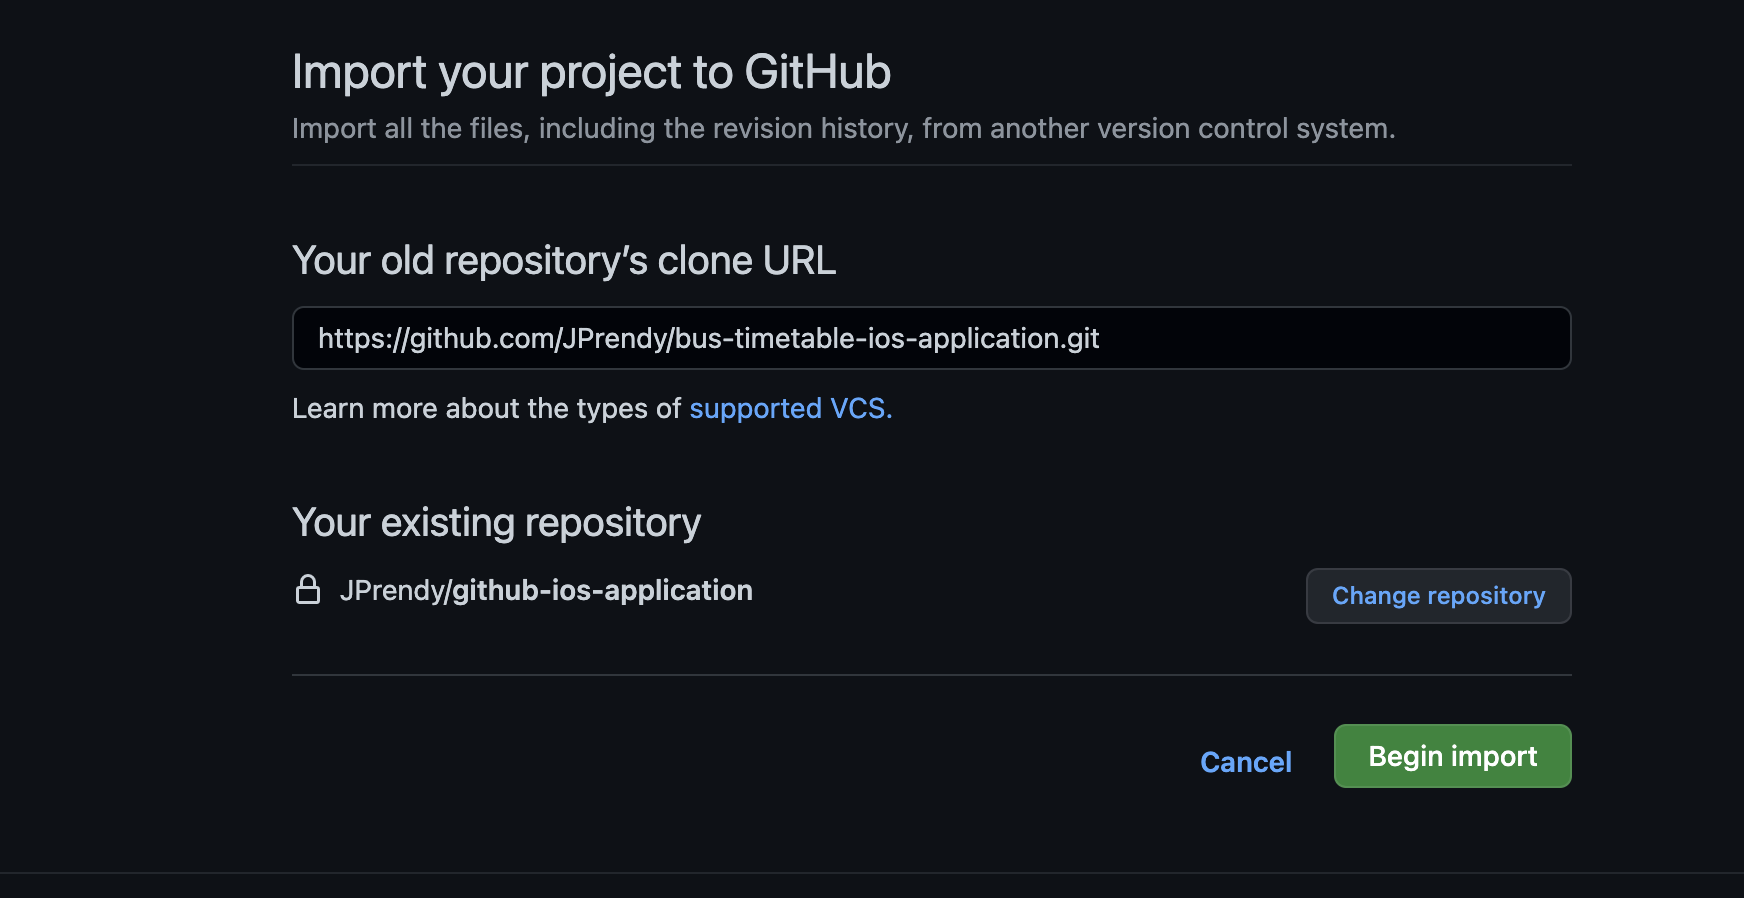 Import your project to GitHub
Import all the files, including the revision history, from another version control system.
Your old repository’s clone URL
https://github.com/JPrendy/bus-timetable-ios-application.git
Learn more about the types of supported VCS.
Your existing repository
JPrendy/github-ios-application
Change repository
Cancel
Begin import